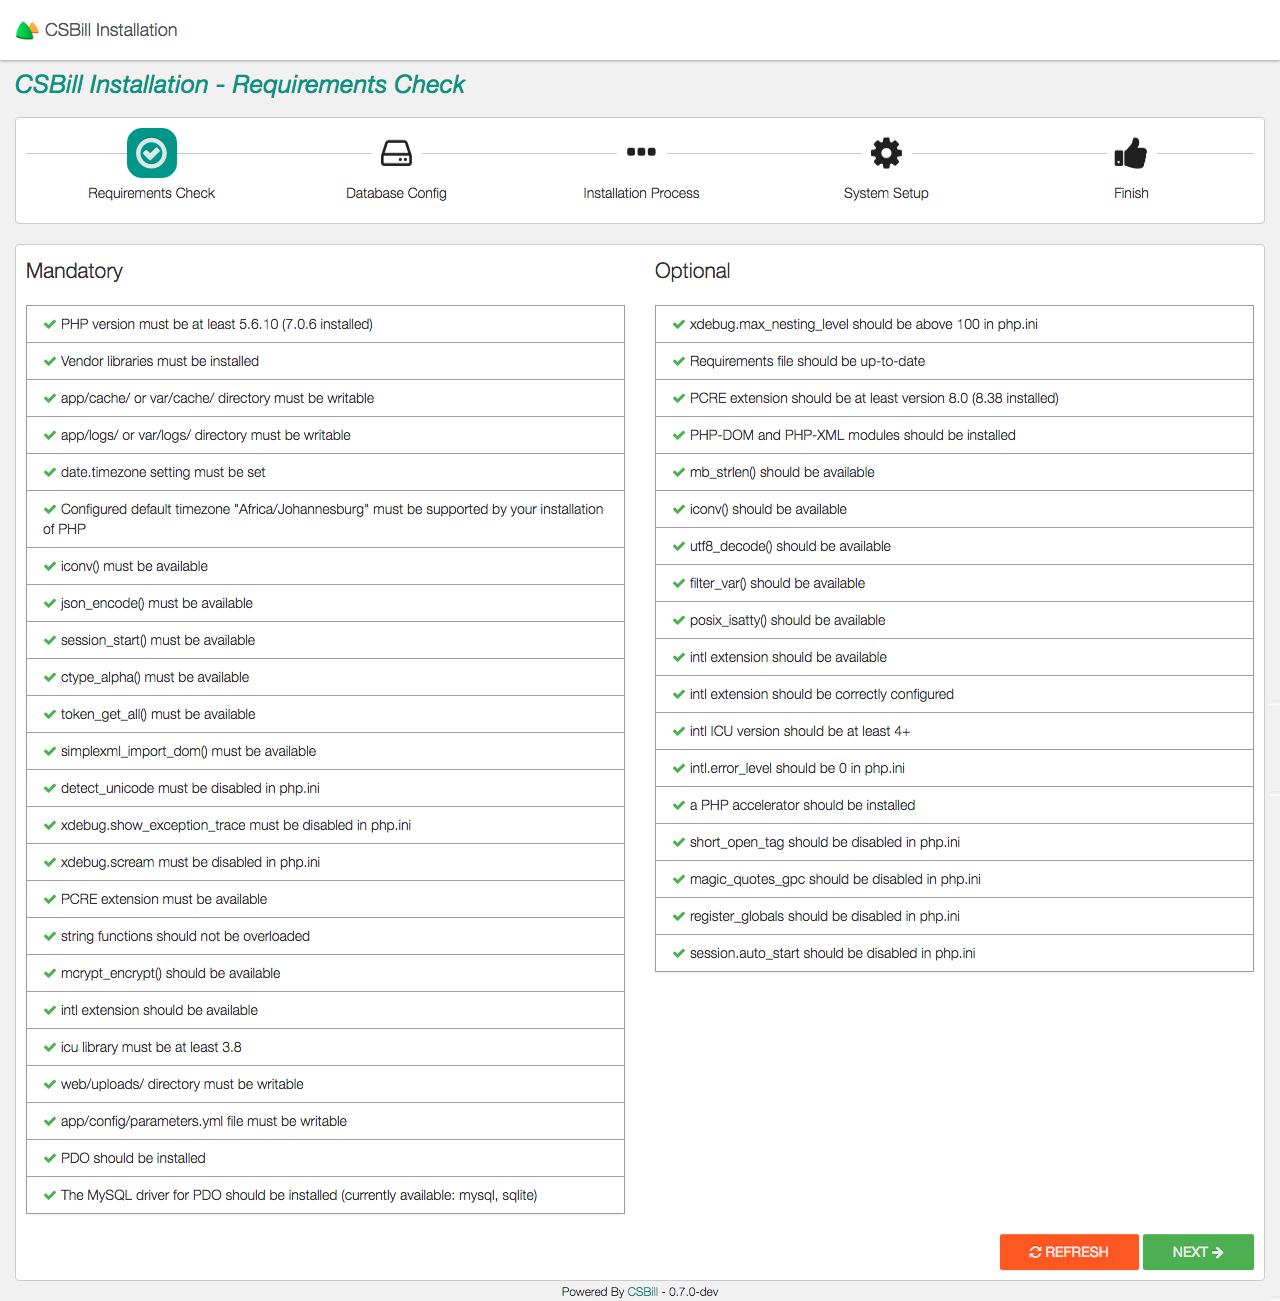 CSBill Installation
CSBill Installation - Requirements Check
Requirements Check
Database Config
Installation Process
System Setup
Finish
Mandatory
PHP version must be at least 5.6.10 (7.0.6 installed)
Vendor libraries must be installed
app/cache/ or var/cache/ directory must be writable
app/logs/ or var/logs/ directory must be writable
date.timezone setting must be set
Configured default timezone "Africa/Johannesburg" must be supported by your installation
of PHP
iconv() must be available
json_encode() must be available
session_start() must be available
ctype_alpha() must be available
token_get_all() must be available
simplexml_import_dom() must be available
detect_unicode must be disabled in php.ini
xdebug.show_exception_trace must be disabled in php.ini
xdebug.scream must be disabled in php.ini
PCRE extension must be available
string functions should not be overloaded
mcrypt_encrypt() should be available
intl extension should be available
icu library must be at least 3.8
web/uploads/ directory must be writable
app/config/parameters.yml file must be writable
PDO should be installed
The MySQL driver for PDO should be installed (currently available: mysql, sqlite)
Optional
xdebug.max_nesting_level should be above 100 in php.ini
Requirements file should be up-to-date
PCRE extension should be at least version 8.0 (8.38 installed)
PHP-DOM and PHP-XML modules should be installed
mb_strlen() should be available
iconv() should be available
utf8_decode() should be available
filter_var() should be available
posix_isatty() should be available
intl extension should be available
intl extension should be correctly configured
intl ICU version should be at least 4+
intl.error_level should be 0 in php.ini
a PHP accelerator should be installed
short_open_tag should be disabled in php.ini
magic_quotes_gpc should be disabled in php.ini
register_globals should be disabled in php.ini
session.auto_start should be disabled in php.ini
REFRESH
NEXT
Powered By CSBill - 0.7.0-dev